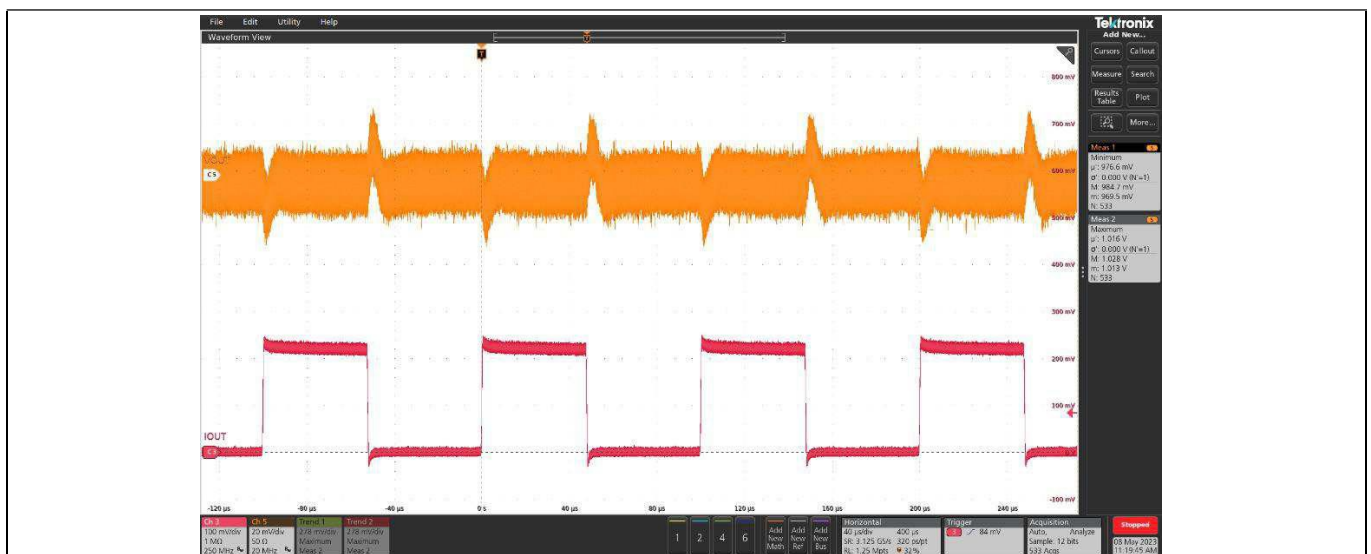 File Edit Utility Help
Tektronix
Add New...
Waveform View
Cursors Callout
Measure Search
Results Table Plot
More...
T
800 mV
700 mV
600 mV
500 mV
400 mV
300 mV
200 mV
100 mV
-100 mV
VOUT
C5
IOUT
C3
Meas 1 5
Minimum
µ': 976.6 mV
σ': 0.000 V (N'=1)
M: 984.7 mV
m: 969.5 mV
N: 533
Meas 2 5
Maximum
µ': 1.016 V
σ': 0.000 V (N'=1)
M: 1.028 V
m: 1.013 V
N: 533
-120 µs -80 µs -40 µs 0 s 40 µs 80 µs 120 µs 160 µs 200 µs 240 µs
Ch 3
100 mV/div
1 MΩ
250 MHz
Ch 5
20 mV/div
50 Ω
20 MHz
Trend 1
278 mV/div
Maximum
Meas 2
Trend 2
278 mV/div
Maximum
Meas 2
1 2 4 6
Add New Math
Add New Ref
Add New Bus
Horizontal
40 µs/div 400 µs
SR: 3.125 GS/s 320 ps/pt
RL: 1.25 Mpts 32%
Trigger
3 84 mV
Acquisition
Auto, Analyze
Sample: 12 bits
533 Acqs
Stopped
08 May 2023
11:19:45 AM